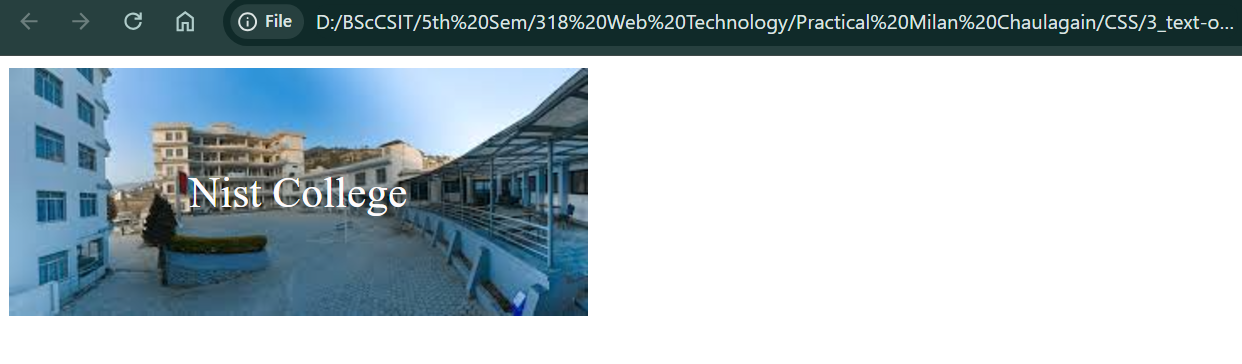 File
D:/BScCSIT/5th%20Sem/318%20Web%20Technology/Practical%20Milan%20Chaulagain/CSS/3_text-o...
Nist College